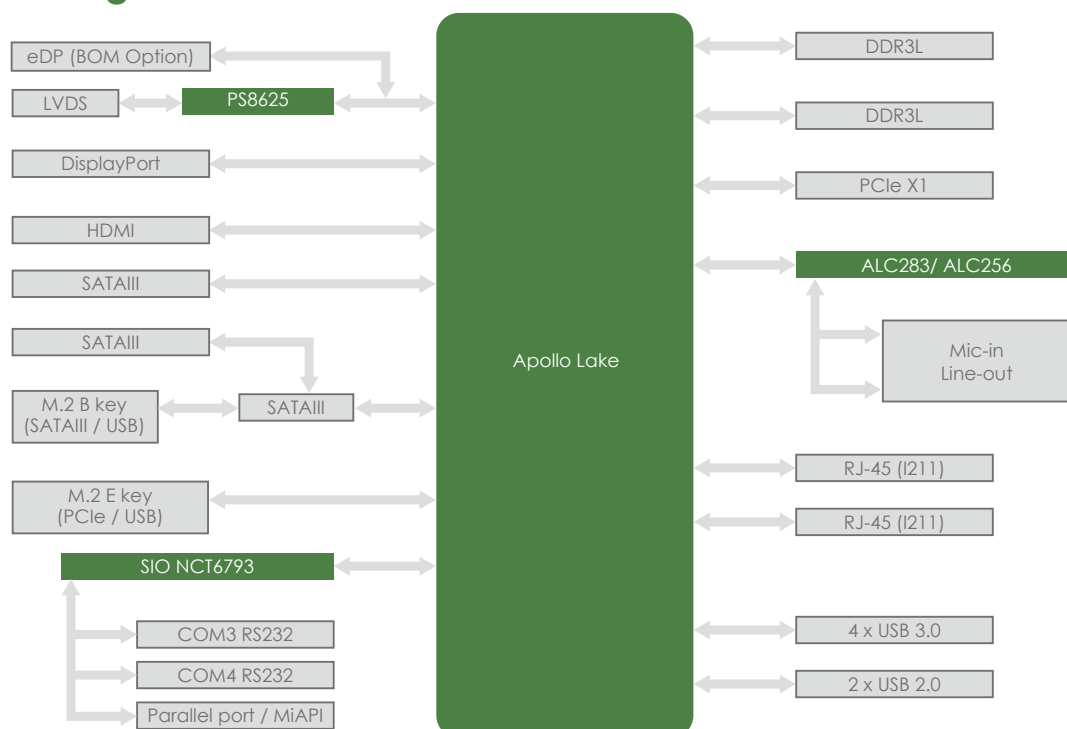 eDP (BOM Option)
LVDS
PS8625
DisplayPort
HDMI
SATAIII
SATAIII
M.2 B key
(SATAIII / USB)
SATAIII
M.2 E key
(PCIe / USB)
SIO NCT6793
COM3 RS232
COM4 RS232
Parallel port / MiAPI
Apollo Lake
DDR3L
DDR3L
PCIe X1
ALC283/ ALC256
Mic-in
Line-out
RJ-45 (I211)
RJ-45 (I211)
4 x USB 3.0
2 x USB 2.0